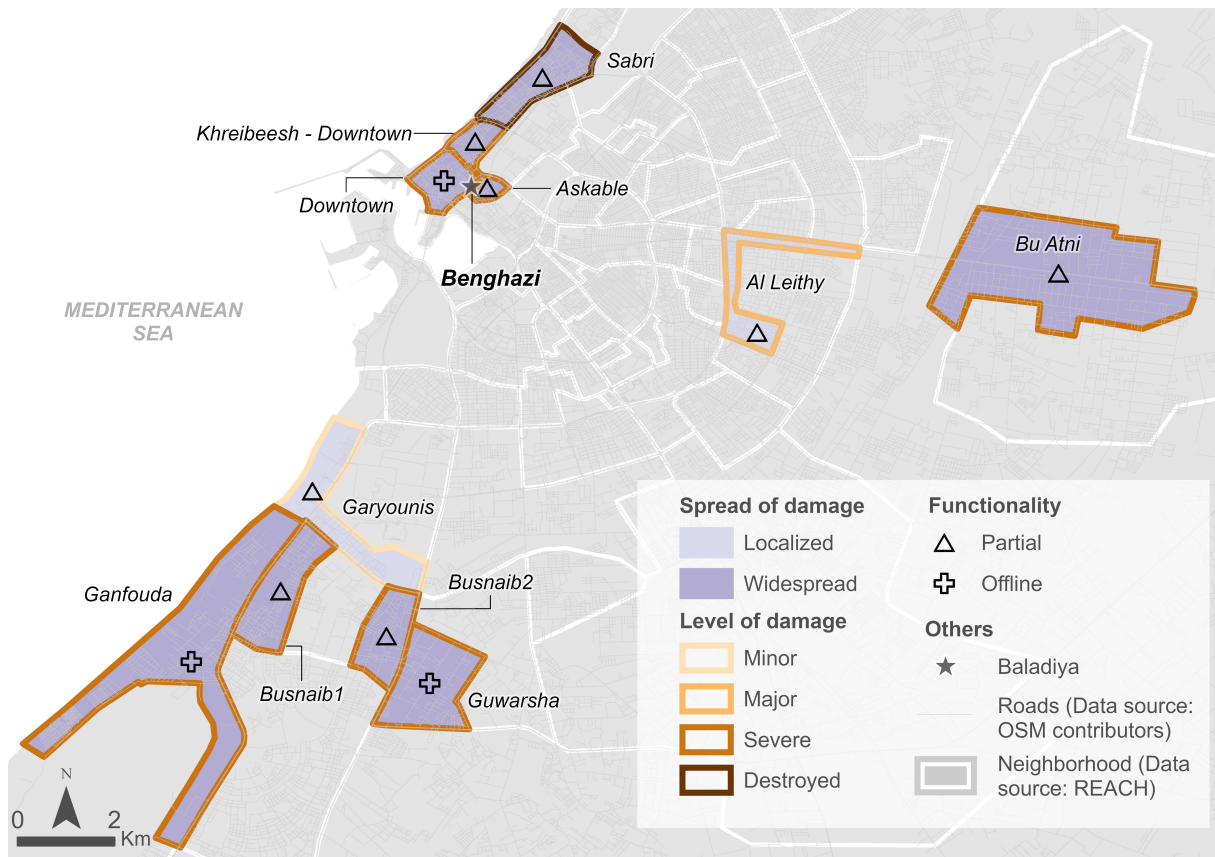 Sabri
Khreibeesh - Downtown
Downtown
Askable
Benghazi
Bu Atni
Al Leithy
MEDITERRANEAN
SEA
Garyounis
Ganfouda
Busnaib2
Busnaib1
Guwarsha
Spread of damage
Localized
Widespread
Level of damage
Minor
Major
Severe
Destroyed
Functionality
Partial
Offline
Others
Baladiya
Roads (Data source:
OSM contributors)
Neighborhood (Data
source: REACH)
N
0 2
Km